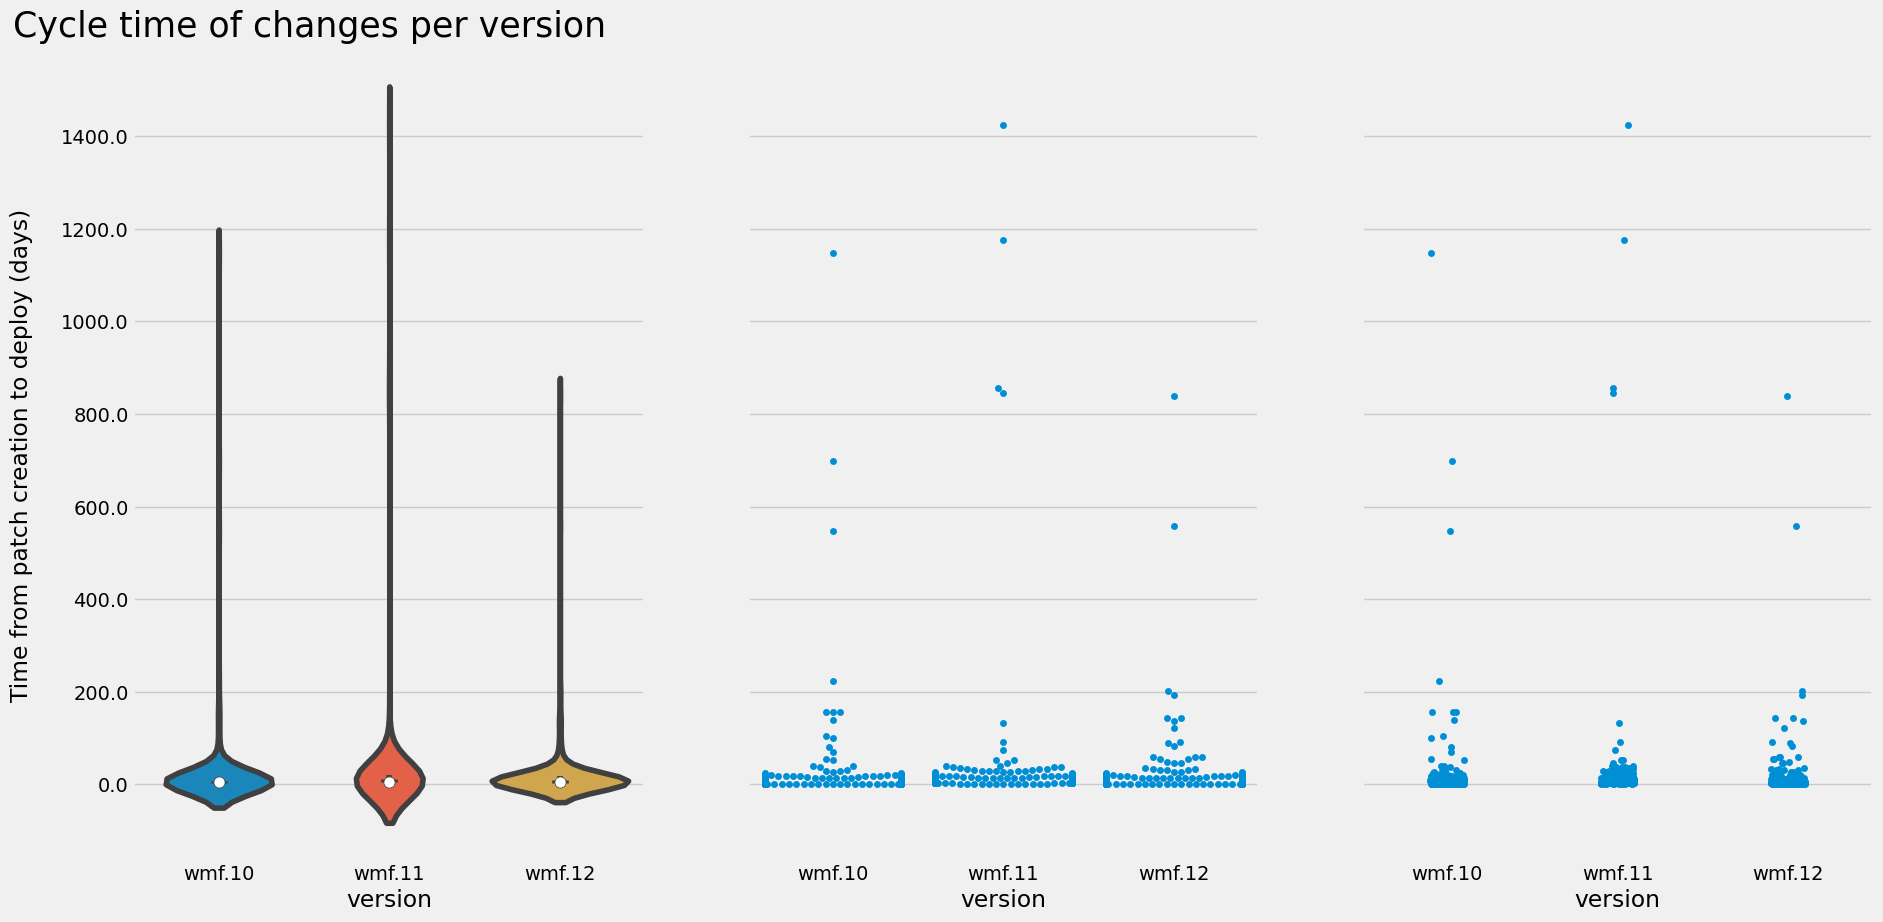 Cycle time of changes per version
Time from patch creation to deploy (days)
1400.0
1200.0
1000.0
800.0
600.0
400.0
200.0
0.0
wmf.10 wmf.11 wmf.12
version
wmf.10 wmf.11 wmf.12
version
wmf.10 wmf.11 wmf.12
version